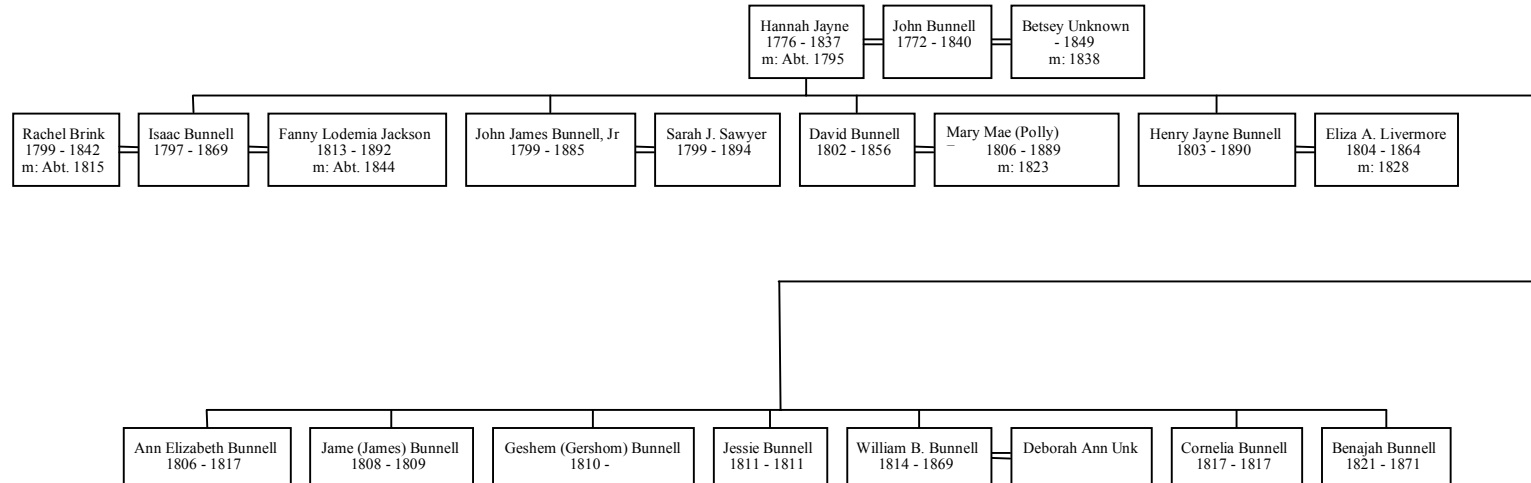 Hannah Jayne
1776 - 1837
m: Abt. 1795
John Bunnell
1772 - 1840
Betsey Unknown
- 1849
m: 1838
Rachel Brink
1799 - 1842
m: Abt. 1815
Isaac Bunnell
1797 - 1869
Fanny Lodemia Jackson
1813 - 1892
m: Abt. 1844
John James Bunnell, Jr
1799 - 1885
Sarah J. Sawyer
1799 - 1894
David Bunnell
1802 - 1856
Mary Mae (Polly)
1806 - 1889
m: 1823
Henry Jayne Bunnell
1803 - 1890
Eliza A. Livermore
1804 - 1864
m: 1828
Ann Elizabeth Bunnell
1806 - 1817
Jame (James) Bunnell
1808 - 1809
Geshem (Gershom) Bunnell
1810 -
Jessie Bunnell
1811 - 1811
William B. Bunnell
1814 - 1869
Deborah Ann Unk
Cornelia Bunnell
1817 - 1817
Benajah Bunnell
1821 - 1871